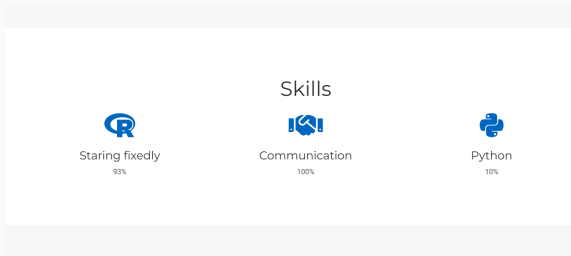 Skills
Staring fixedly
Communication
Python
93%
100%
10%